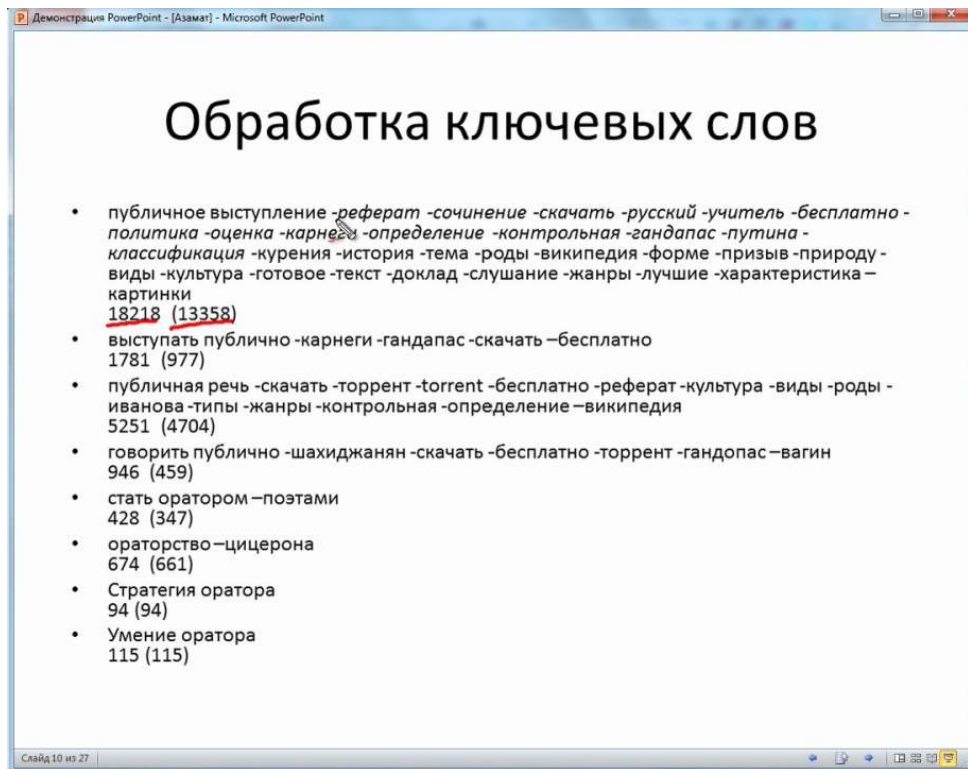 Демонстрация PowerPoint - [Азамат] - Microsoft PowerPoint
Обработка ключевых слов
• публичное выступление -реферат -сочинение -скачать -русский -учитель -бесплатно -
политика -оценка -карнеги -определение -контрольная -гандапас -путина -
классификация -курения -история -тема -роды -википедия -форме -призыв -природу -
виды -культура -готовое -текст -доклад -слушание -жанры -лучшие -характеристика –
картинки
18218 (13358)
• выступать публично -карнеги -гандапас -скачать –бесплатно
1781 (977)
• публичная речь -скачать -торрент -torrent -бесплатно -реферат -культура -виды -роды -
иванова -типы -жанры -контрольная -определение –википедия
5251 (4704)
• говорить публично -шахиджанян -скачать -бесплатно -торрент -гандопас –вагин
946 (459)
• стать оратором –поэтами
428 (347)
• ораторство –цицерона
674 (661)
• Стратегия оратора
94 (94)
• Умение оратора
115 (115)
Слайд 10 из 27